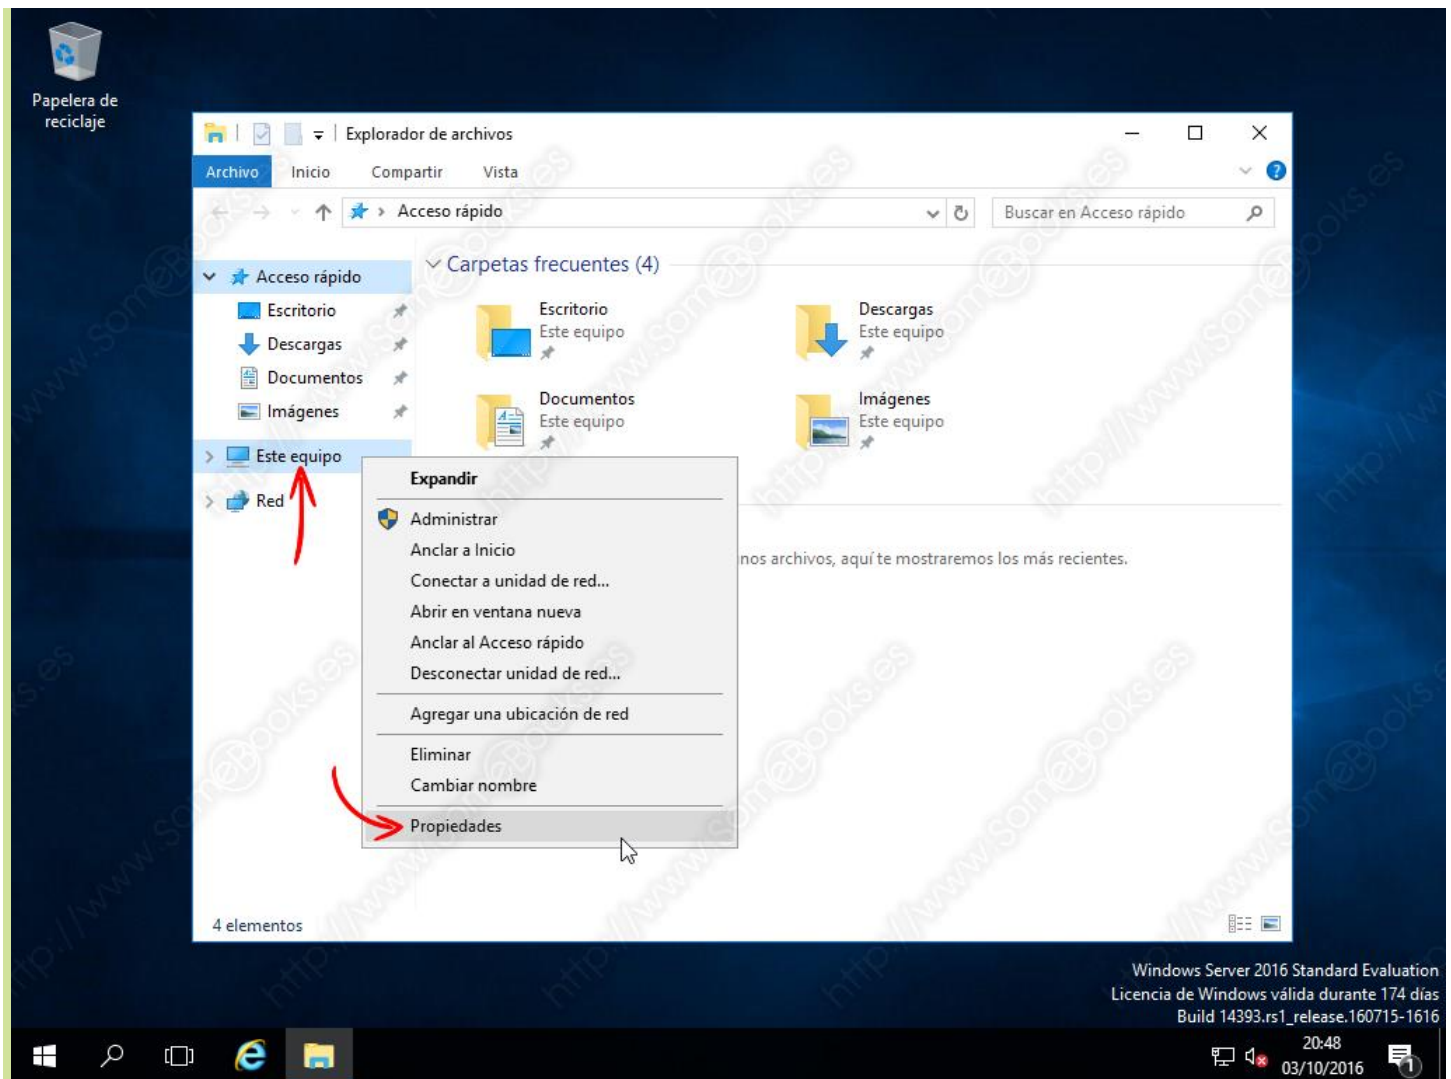 Papelera de
reciclaje
Explorador de archivos
Archivo
Inicio
Compartir
Vista
Acceso rápido
Buscar en Acceso rápido
Acceso rápido
Escritorio
Descargas
Documentos
Imágenes
Este equipo
Red
Carpetas frecuentes (4)
Escritorio
Este equipo
Descargas
Este equipo
Documentos
Este equipo
Imágenes
Este equipo
nos archivos, aquí te mostraremos los más recientes.
Expandir
Administrar
Anclar a Inicio
Conectar a unidad de red...
Abrir en ventana nueva
Anclar al Acceso rápido
Desconectar unidad de red...
Agregar una ubicación de red
Eliminar
Cambiar nombre
Propiedades
4 elementos
Windows Server 2016 Standard Evaluation
Licencia de Windows válida durante 174 días
Build 14393.rs1_release.160715-1616
20:48
03/10/2016
1
http://www.SomeBooks.es